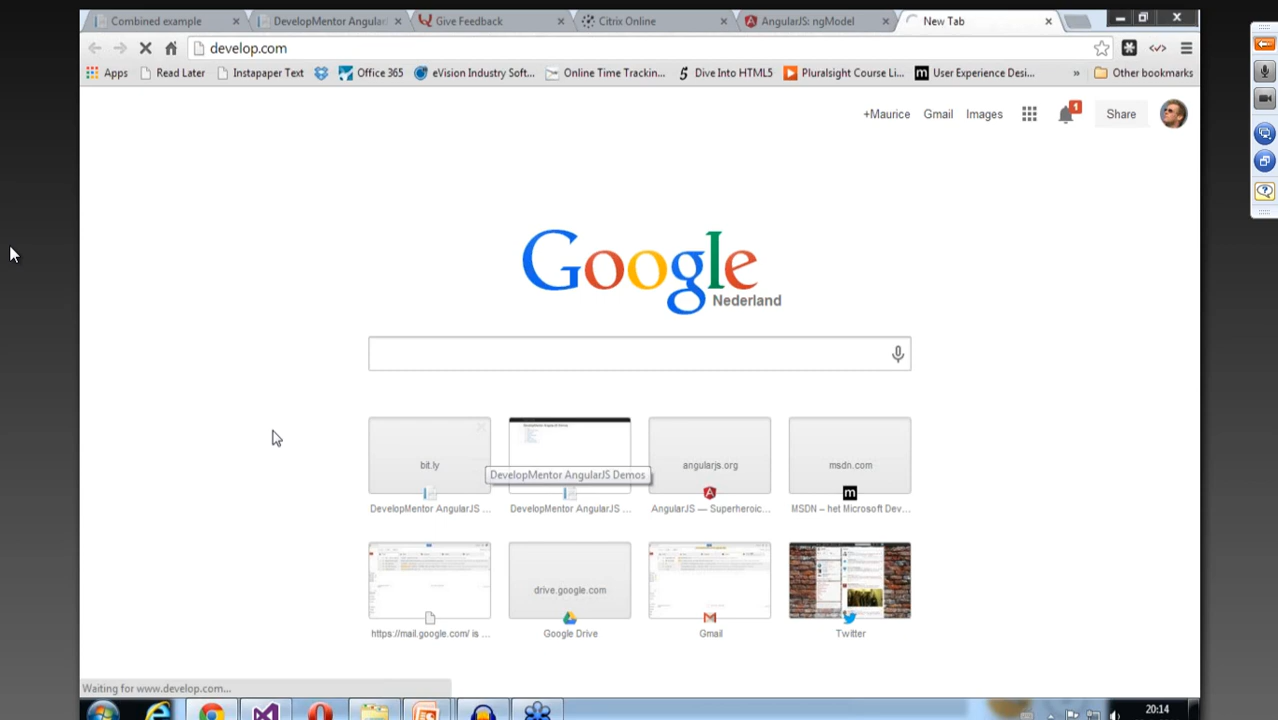 Combined example
DevelopMentor Angular
Give Feedback
Citrix Online
AngularJS: ngModel
New Tab
develop.com
Apps
Read Later
Instapaper Text
Office 365
eVision Industry Soft...
Online Time Trackin...
Dive Into HTML5
Pluralsight Course Li...
User Experience Desi...
»
Other bookmarks
+Maurice
Gmail
Images
1
Share
Google
Nederland
bit.ly
angularjs.org
msdn.com
DevelopMentor AngularJS Demos
DevelopMentor AngularJS ...
DevelopMentor AngularJS ...
AngularJS — Superheroic...
MSDN – het Microsoft Dev...
drive.google.com
https://mail.google.com/ is ...
Google Drive
Gmail
Twitter
Waiting for www.develop.com...
20:14